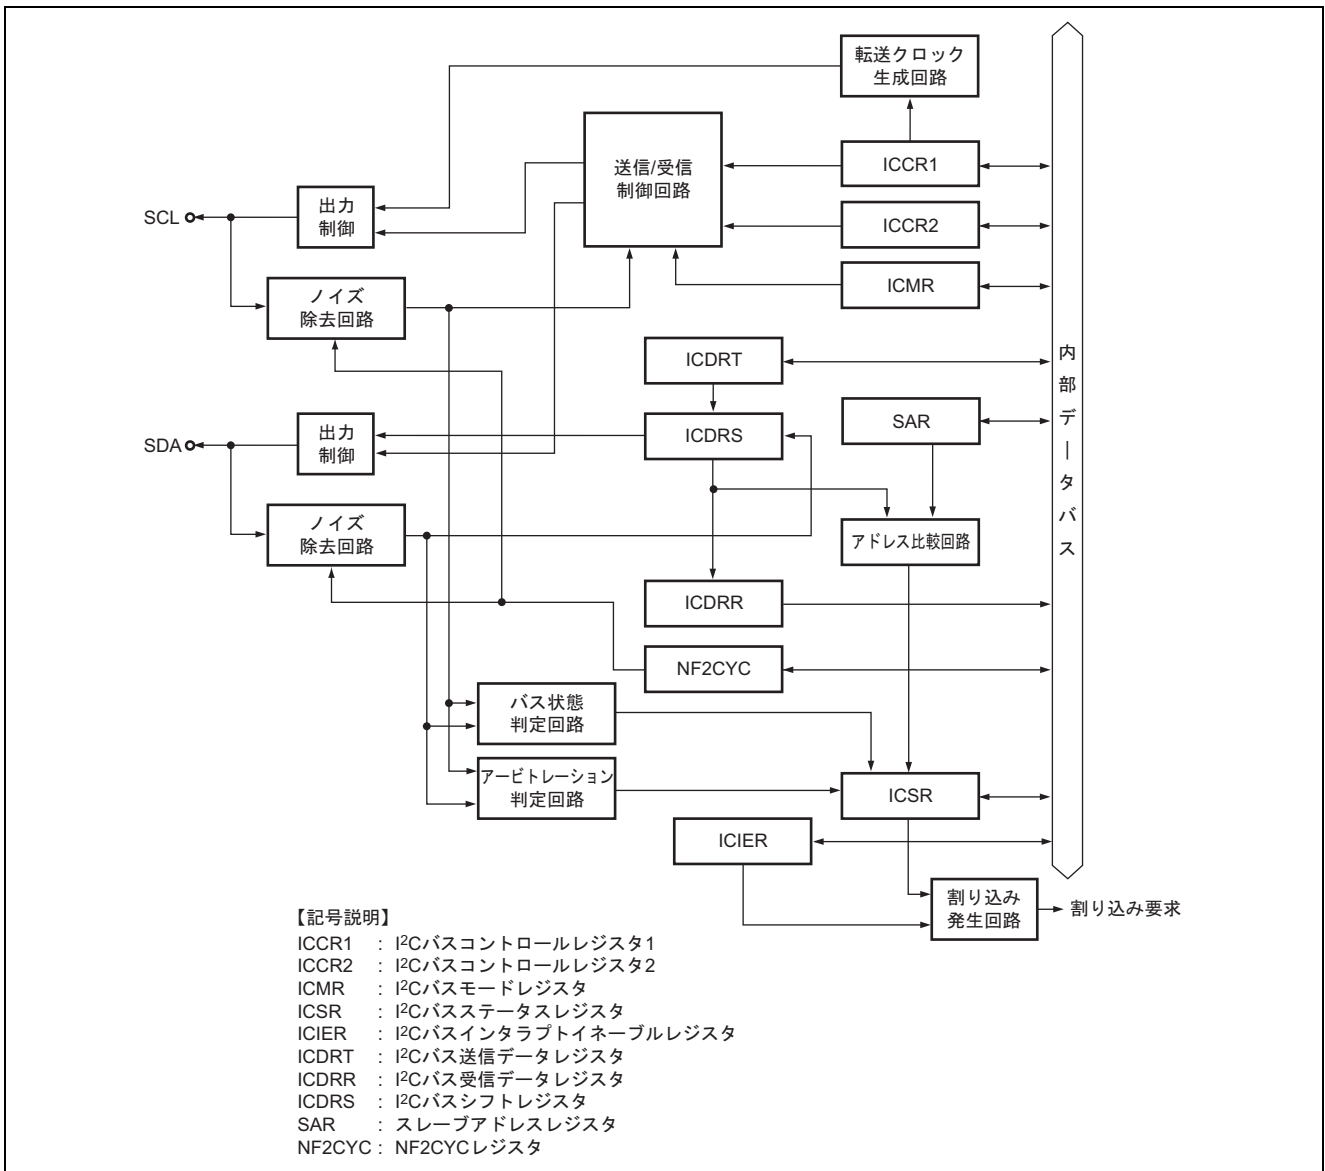 転送クロック
生成回路
送信/受信
制御回路
ICCR1
SCL
出力
制御
ICCR2
ICMR
ノイズ
除去回路
ICDRT
内部データバス
SAR
SDA
出力
制御
ICDRS
ノイズ
除去回路
アドレス比較回路
ICDRR
NF2CYC
バス状態
判定回路
アービトレーション
判定回路
ICSR
ICIER
割り込み
発生回路
割り込み要求
【記号説明】
ICCR1 : I²Cバスコントロールレジスタ1
ICCR2 : I²Cバスコントロールレジスタ2
ICMR : I²Cバスモードレジスタ
ICSR : I²Cバスステータスレジスタ
ICIER : I²Cバスインタラプトイネーブルレジスタ
ICDRT : I²Cバス送信データレジスタ
ICDRR : I²Cバス受信データレジスタ
ICDRS : I²Cバスシフトレジスタ
SAR : スレーブアドレスレジスタ
NF2CYC : NF2CYCレジスタ